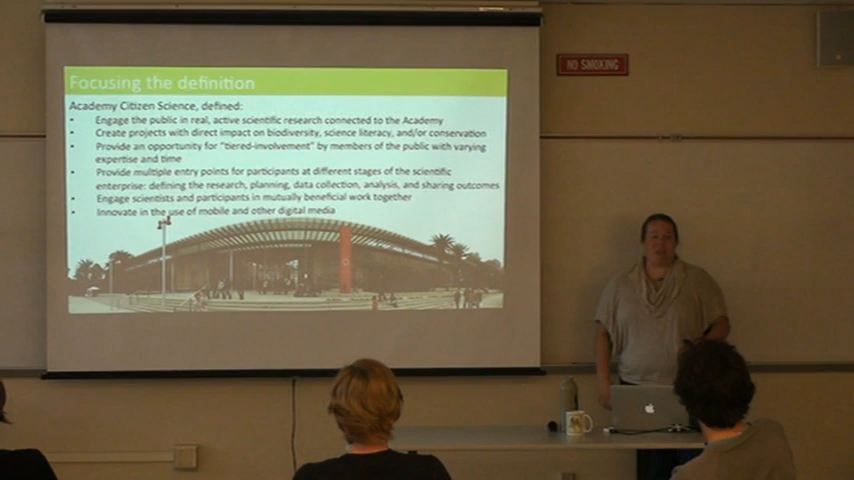 Focusing the definition
Academy Citizen Science, defined:
• Engage the public in real, active scientific research connected to the Academy
• Create projects with direct impact on biodiversity, science literacy, and/or conservation
• Provide an opportunity for "tiered-involvement" by members of the public with varying
expertise and time
• Provide multiple entry points for participants at different stages of the scientific
enterprise: defining the research, planning, data collection, analysis, and sharing outcomes
• Engage scientists and participants in mutually beneficial work together
• Innovate in the use of mobile and other digital media
NO SMOKING